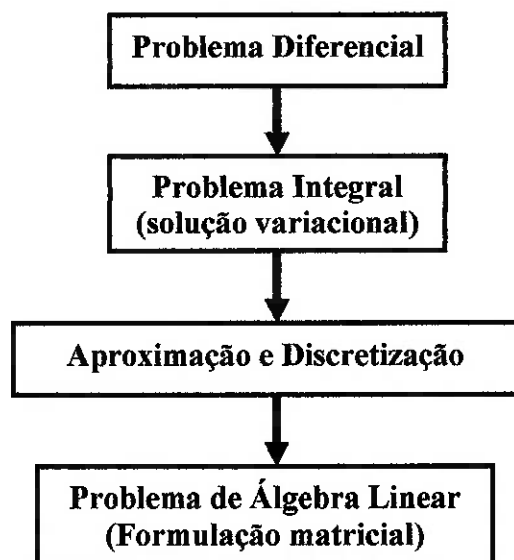 Problema Diferencial
Problema Integral
(solução variacional)
Aproximação e Discretização
Problema de Álgebra Linear
(Formulação matricial)